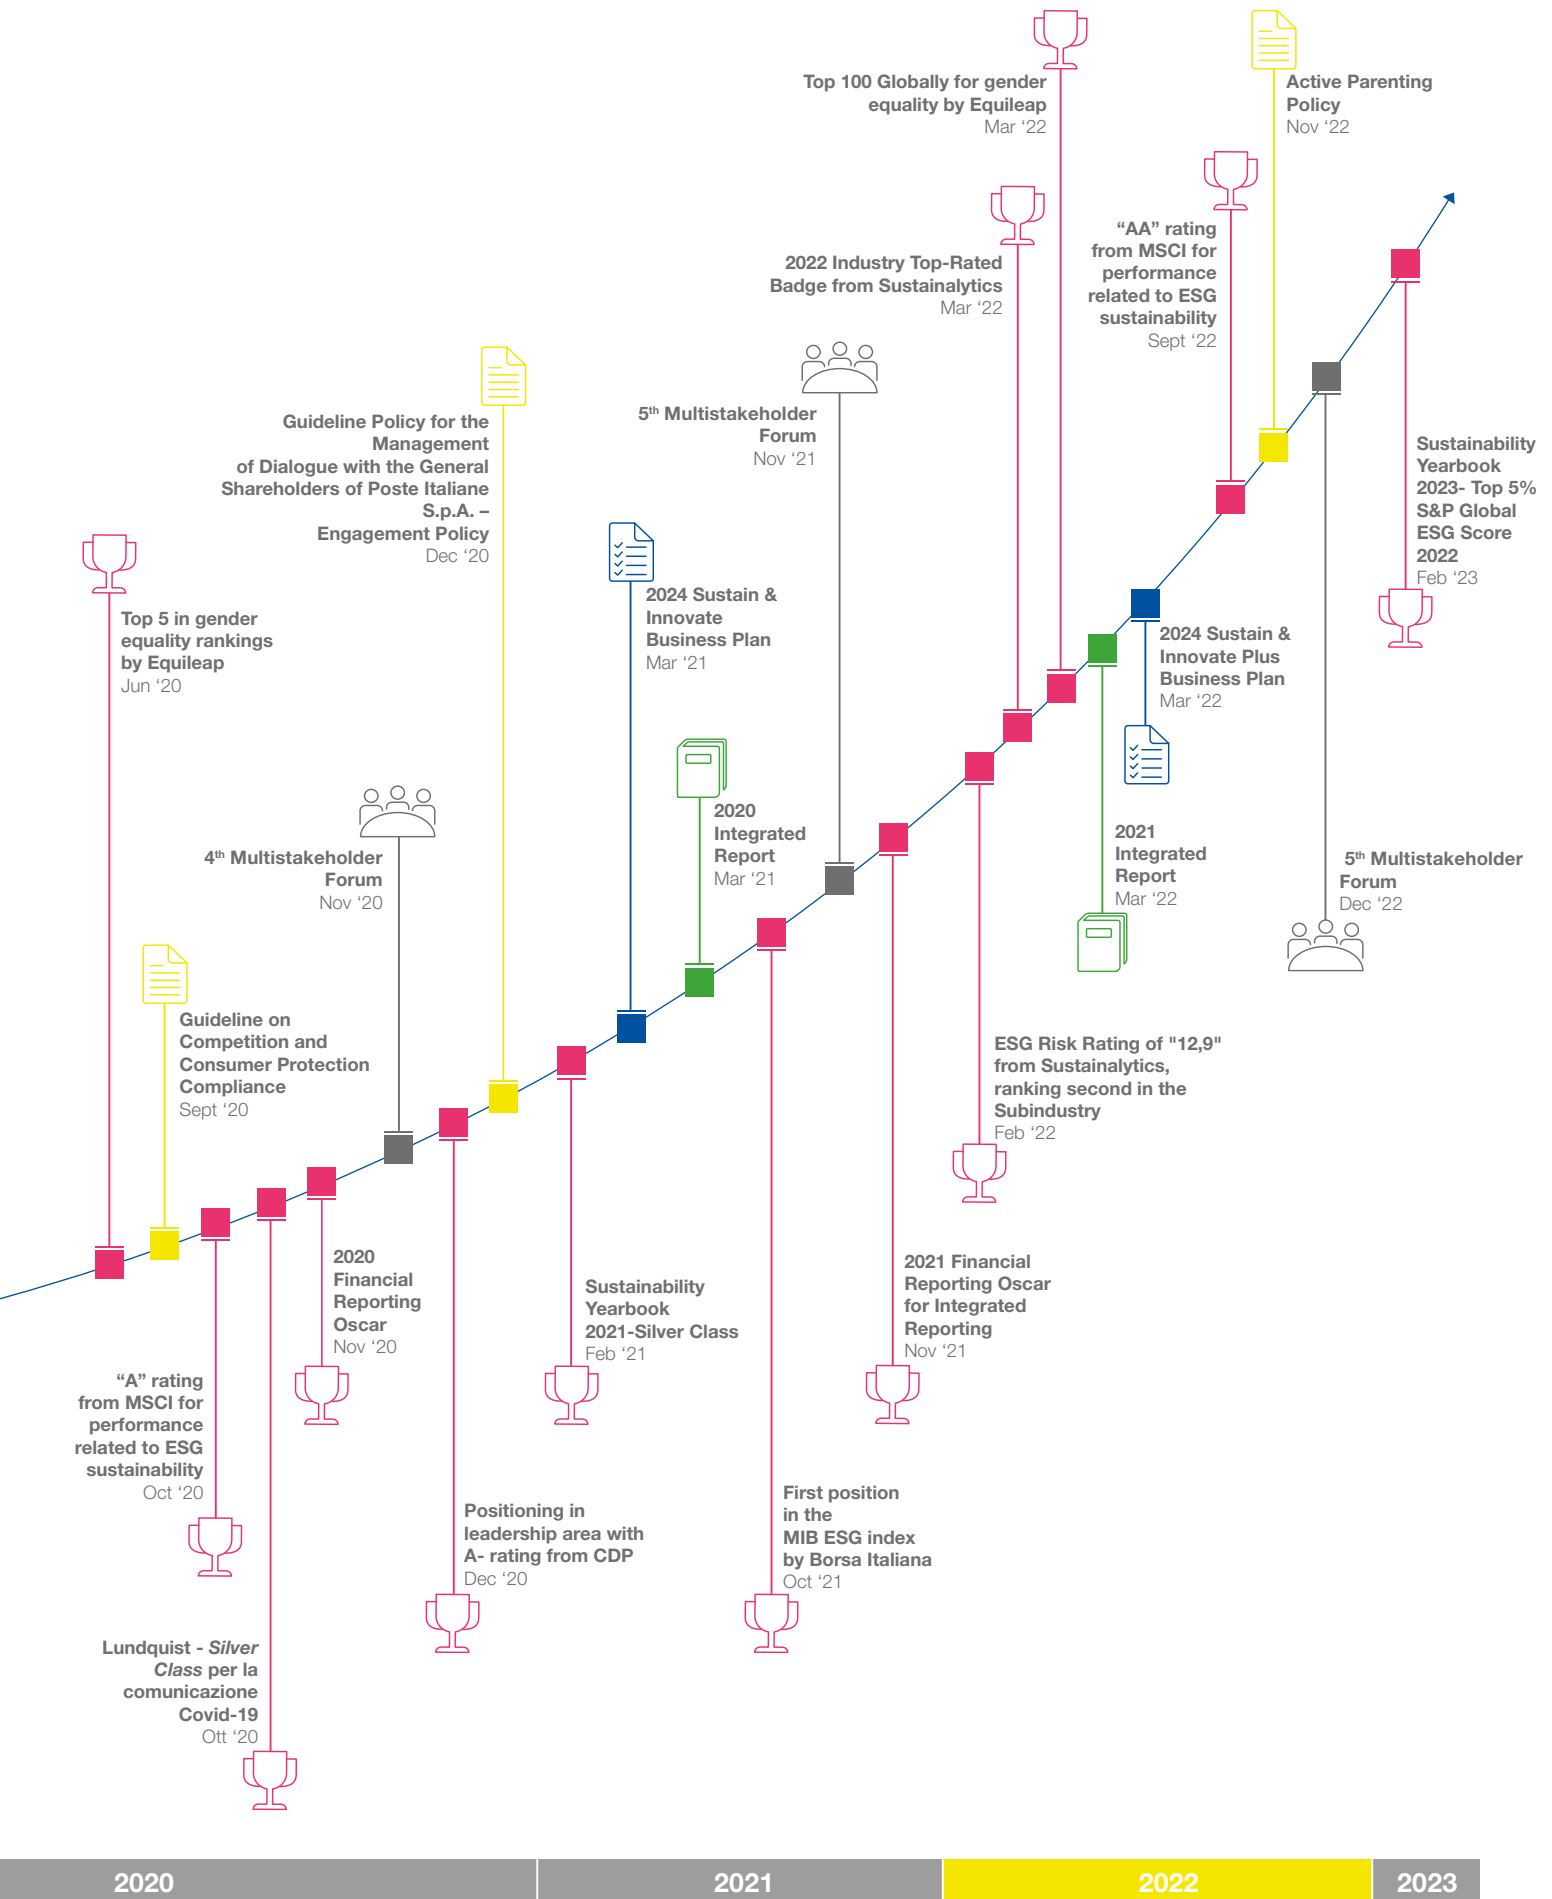 Top 100 Globally for gender
equality by Equileap
Mar ‘22
Active Parenting
Policy
Nov ‘22
“AA” rating
from MSCI for
performance
related to ESG
sustainability
Sept ‘22
2022 Industry Top-Rated
Badge from Sustainalytics
Mar ‘22
5th Multistakeholder
Forum
Nov ‘21
Guideline Policy for the
Management
of Dialogue with the General
Shareholders of Poste Italiane
S.p.A. –
Engagement Policy
Dec ‘20
Sustainability
Yearbook
2023- Top 5%
S&P Global
ESG Score
2022
Feb ‘23
Top 5 in gender
equality rankings
by Equileap
Jun ‘20
2024 Sustain &
Innovate
Business Plan
Mar ‘21
2024 Sustain &
Innovate Plus
Business Plan
Mar ‘22
2020
Integrated
Report
Mar ‘21
2021
Integrated
Report
Mar ‘22
4th Multistakeholder
Forum
Nov ‘20
5th Multistakeholder
Forum
Dec ‘22
Guideline on
Competition and
Consumer Protection
Compliance
Sept ‘20
ESG Risk Rating of "12,9"
from Sustainalytics,
ranking second in the
Subindustry
Feb ‘22
2020
Financial
Reporting
Oscar
Nov ‘20
Sustainability
Yearbook
2021-Silver Class
Feb ‘21
2021 Financial
Reporting Oscar
for Integrated
Reporting
Nov ‘21
“A” rating
from MSCI for
performance
related to ESG
sustainability
Oct ‘20
Positioning in
leadership area with
A- rating from CDP
Dec ‘20
First position
in the
MIB ESG index
by Borsa Italiana
Oct ‘21
Lundquist - Silver
Class per la
comunicazione
Covid-19
Ott ‘20
2020
2021
2022
2023